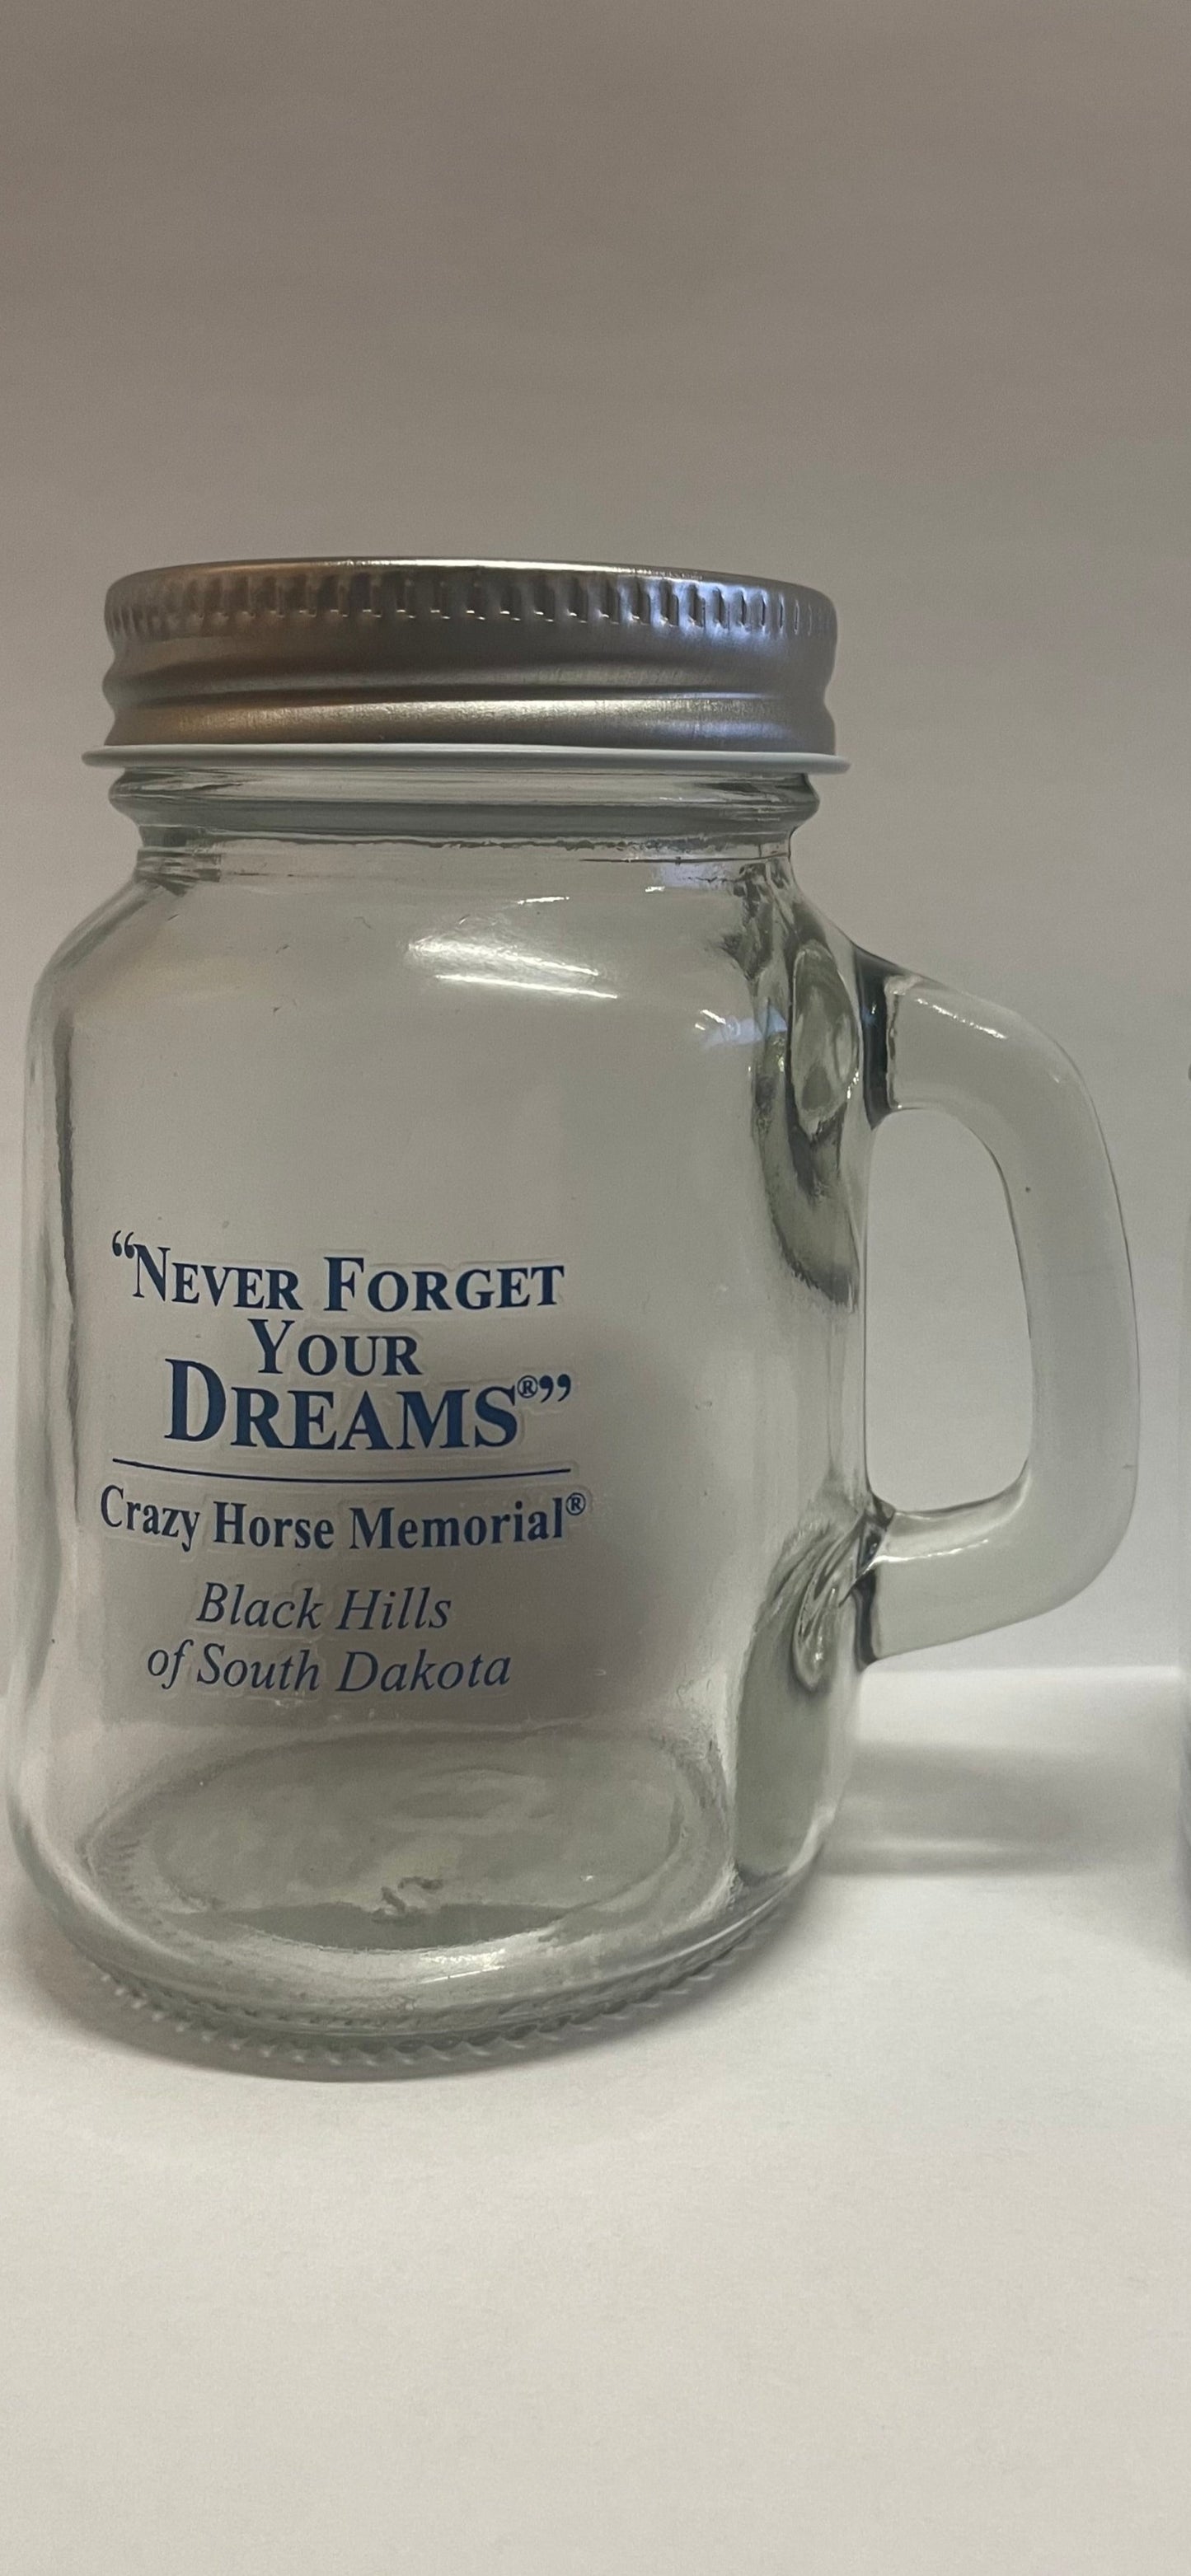 “NEVER FORGET
YOUR
DREAMS®”
Crazy Horse Memorial®
Black Hills
of South Dakota